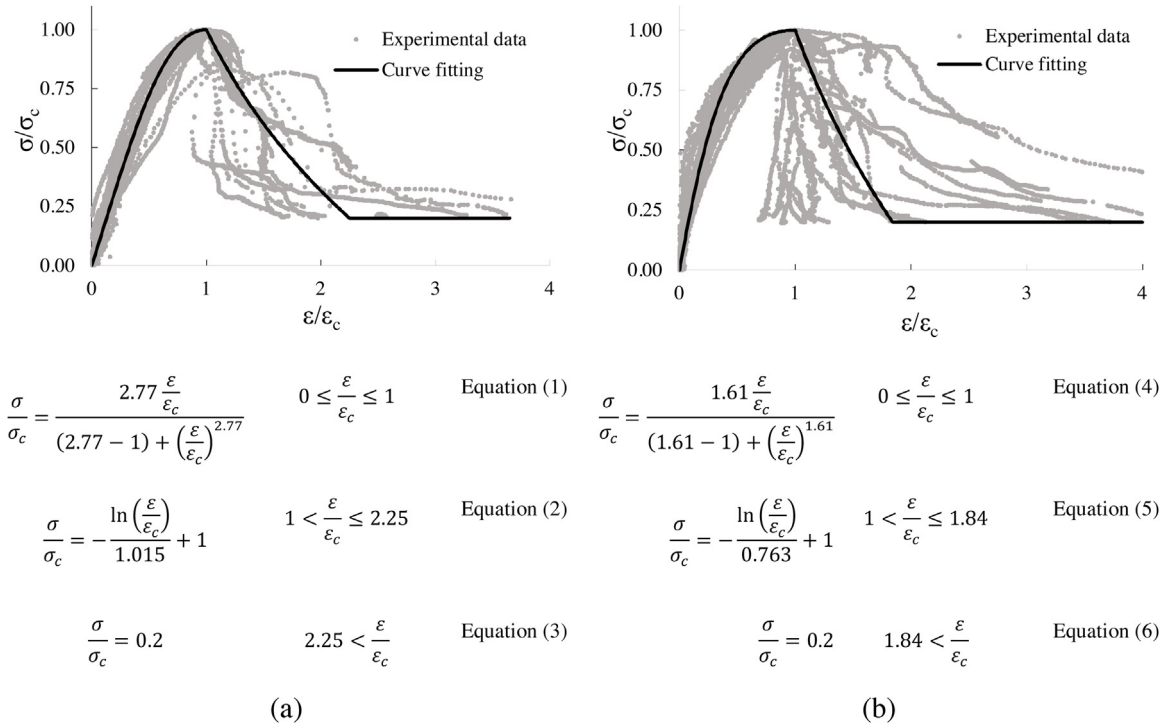 1.00
0.75
0.50
0.25
0.00
σ/σc
0 1 2 3 4
ε/εc
Experimental data
Curve fitting
1.00
0.75
0.50
0.25
0.00
σ/σc
0 1 2 3 4
ε/εc
Experimental data
Curve fitting
σ/σc = 2.77 ε/εc / ((2.77 − 1) + (ε/εc)^2.77) 0 ≤ ε/εc ≤ 1 Equation (1)
σ/σc = − ln(ε/εc)/1.015 + 1 1 < ε/εc ≤ 2.25 Equation (2)
σ/σc = 0.2 2.25 < ε/εc Equation (3)
(a)
σ/σc = 1.61 ε/εc / ((1.61 − 1) + (ε/εc)^1.61) 0 ≤ ε/εc ≤ 1 Equation (4)
σ/σc = − ln(ε/εc)/0.763 + 1 1 < ε/εc ≤ 1.84 Equation (5)
σ/σc = 0.2 1.84 < ε/εc Equation (6)
(b)